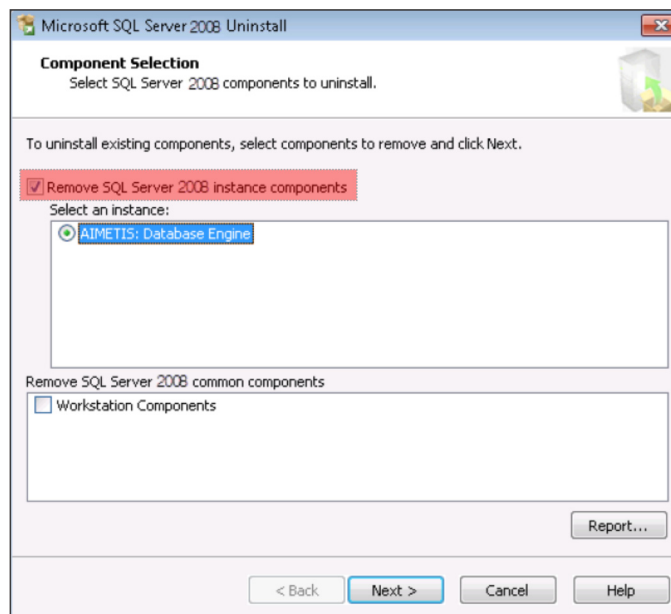 Microsoft SQL Server 2008 Uninstall
Component Selection
Select SQL Server 2008 components to uninstall.
To uninstall existing components, select components to remove and click Next.
Remove SQL Server 2008 instance components
Select an instance:
AIMETIS: Database Engine
Remove SQL Server 2008 common components
Workstation Components
Report...
< Back Next > Cancel Help